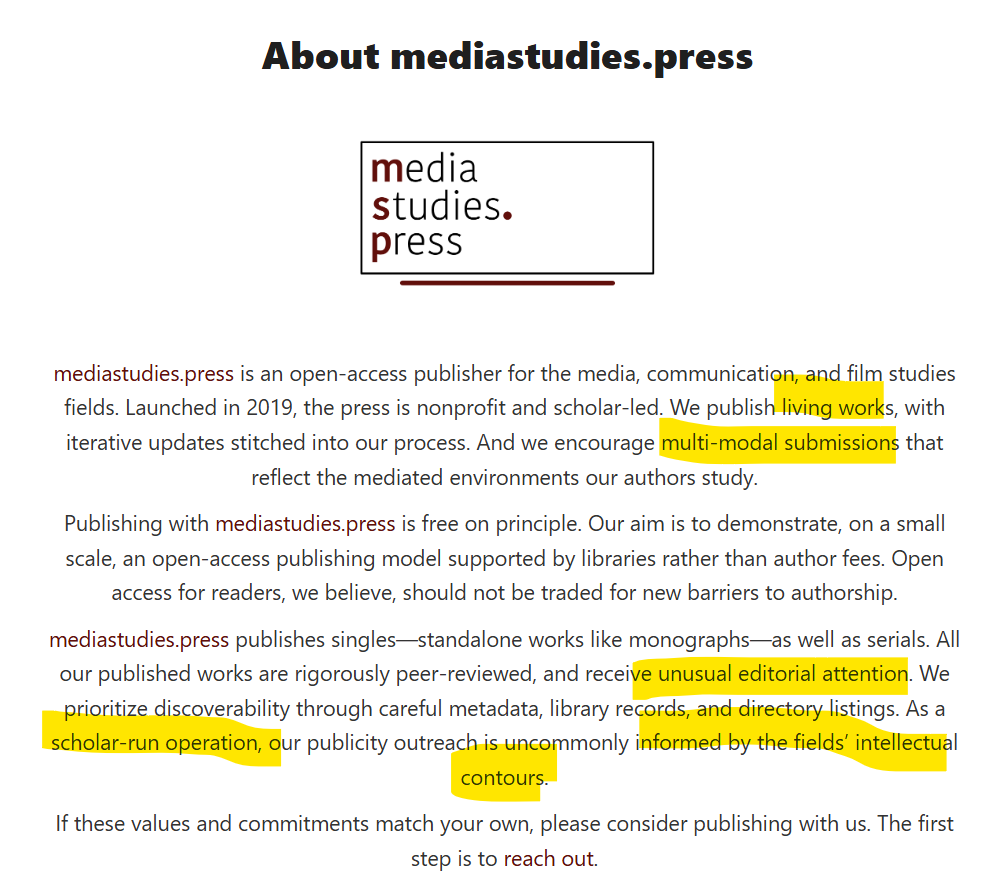 About mediastudies.press
media
studies.
press
mediastudies.press is an open-access publisher for the media, communication, and film studies
fields. Launched in 2019, the press is nonprofit and scholar-led. We publish living works, with
iterative updates stitched into our process. And we encourage multi-modal submissions that
reflect the mediated environments our authors study.
Publishing with mediastudies.press is free on principle. Our aim is to demonstrate, on a small
scale, an open-access publishing model supported by libraries rather than author fees. Open
access for readers, we believe, should not be traded for new barriers to authorship.
mediastudies.press publishes singles—standalone works like monographs—as well as serials. All
our published works are rigorously peer-reviewed, and receive unusual editorial attention. We
prioritize discoverability through careful metadata, library records, and directory listings. As a
scholar-run operation, our publicity outreach is uncommonly informed by the fields’ intellectual
contours.
If these values and commitments match your own, please consider publishing with us. The first
step is to reach out.